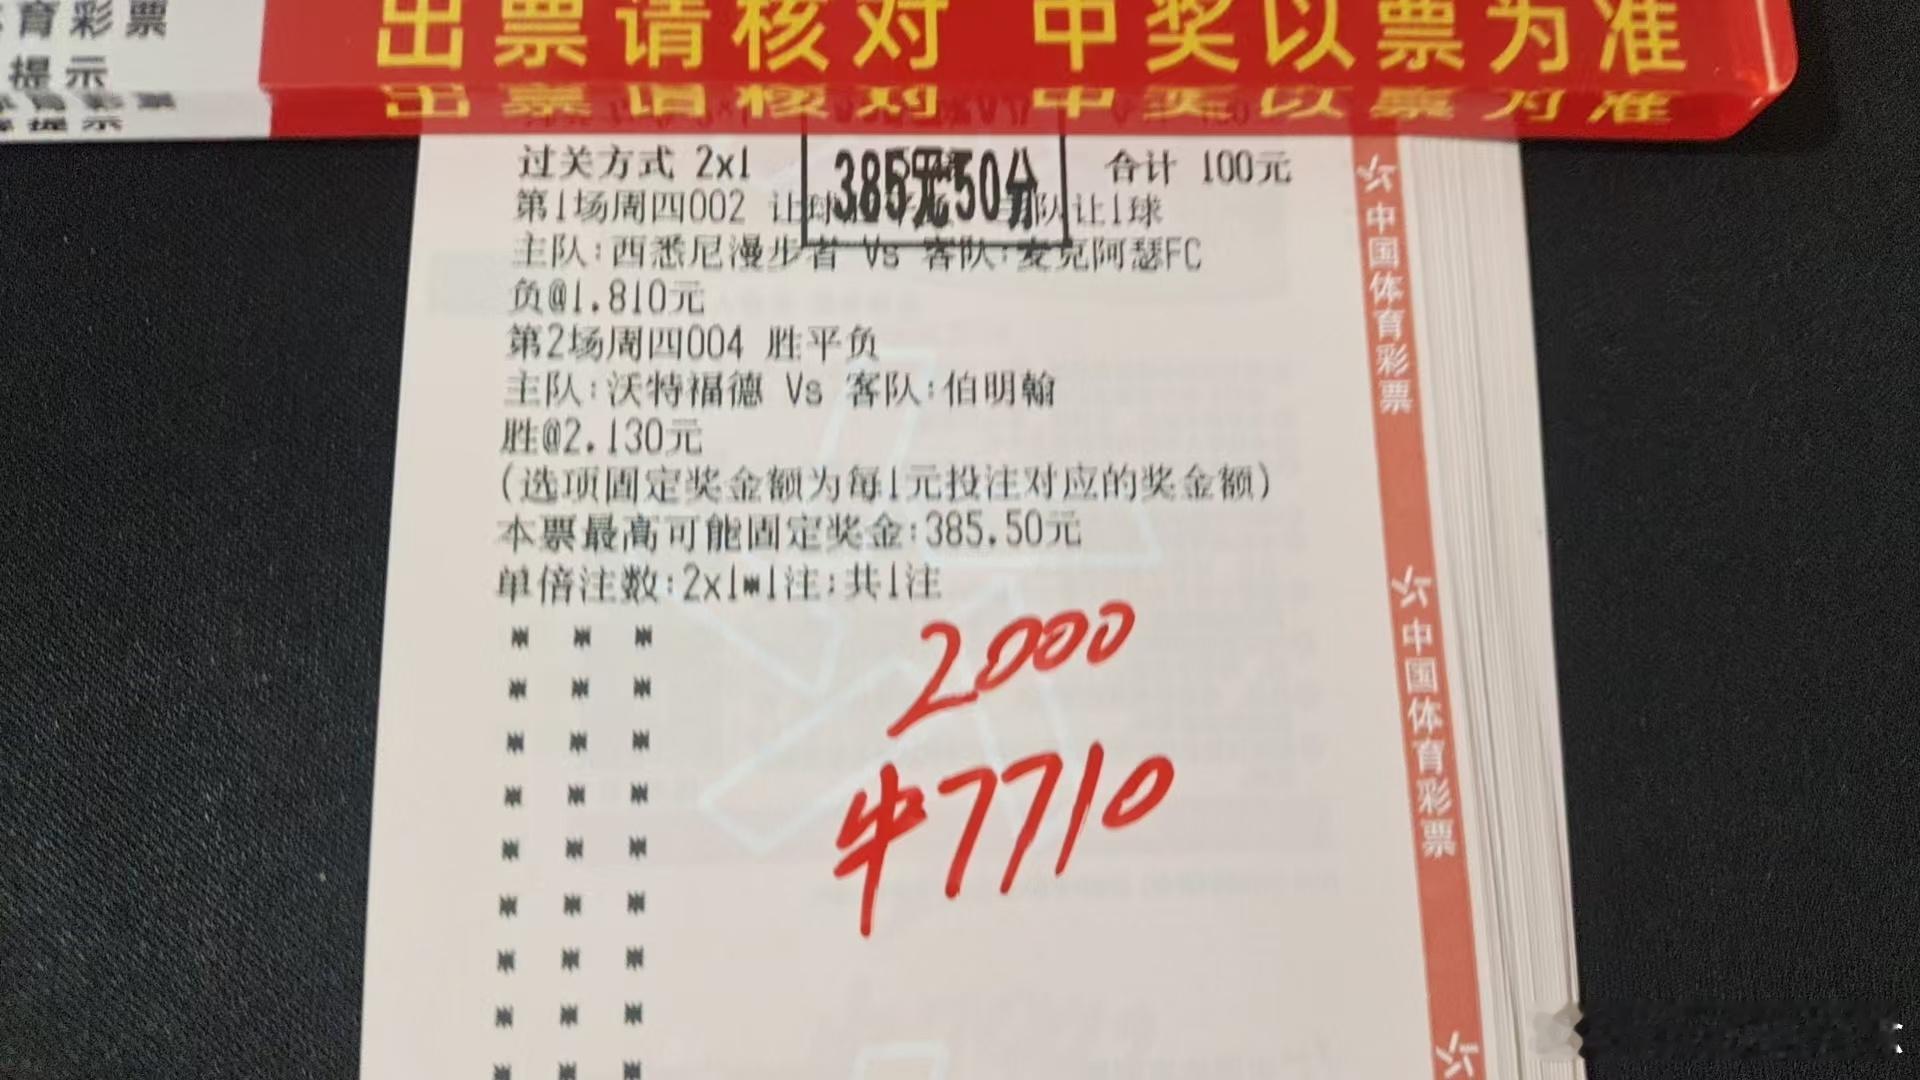 育彩票
提示
出票请核对 中奖以票为准
过关方式 2x1
385元50分
合计 100元
第1场周四002 让球 队让1球
主队:西悉尼漫步者 Vs 客队:麦克阿瑟FC
负@1.810元
第2场周四004 胜平负
主队:沃特福德 Vs 客队:伯明翰
胜@2.130元
(选项固定奖金额为每1元投注对应的奖金额)
本票最高可能固定奖金:385.50元
单倍注数:2x1*1注;共1注
2000
中7710
中国体育彩票
中国体育彩票